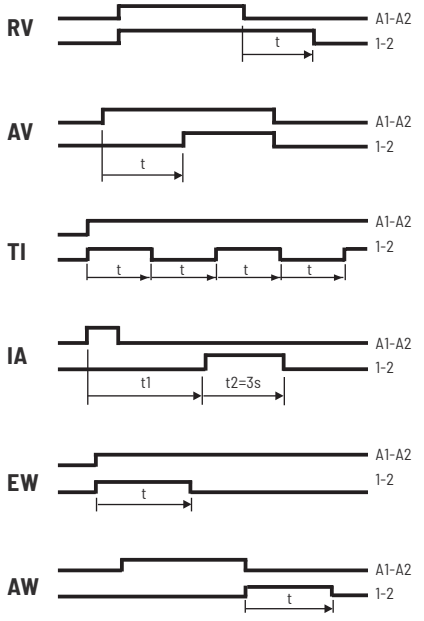 RV
A1-A2
1-2
t
AV
A1-A2
1-2
t
TI
A1-A2
1-2
t t t t
IA
A1-A2
1-2
t1 t2=3s
EW
A1-A2
1-2
t
AW
A1-A2
1-2
t